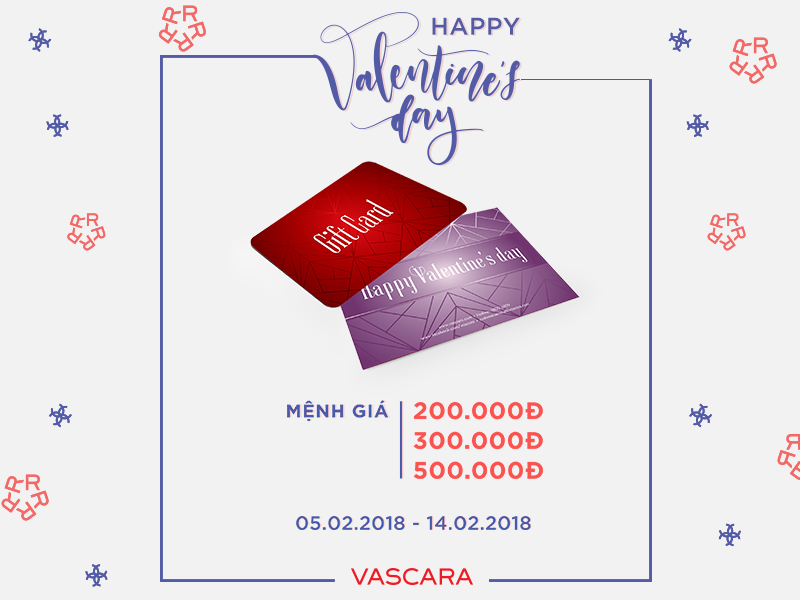 HAPPY
Valentine's
day
Gift Card
Happy Valentine's day
MỆNH GIÁ
200.000Đ
300.000Đ
500.000Đ
05.02.2018 - 14.02.2018
VASCARA